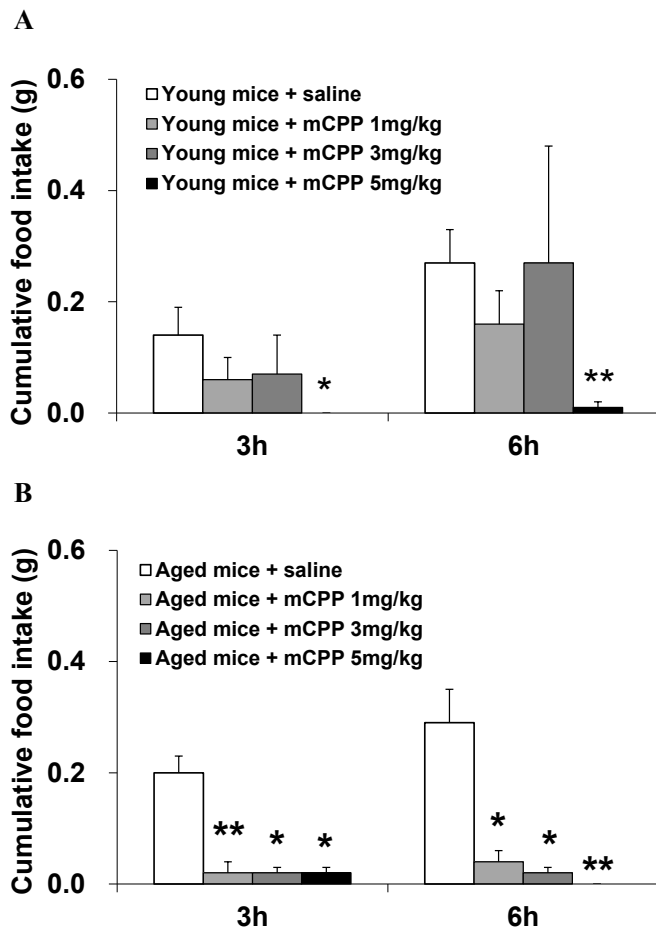 A
Cumulative food intake (g)
0.6
0.4
0.2
0.0
Young mice + saline
Young mice + mCPP 1mg/kg
Young mice + mCPP 3mg/kg
Young mice + mCPP 5mg/kg
*
**
3h
6h
B
Cumulative food intake (g)
0.6
0.4
0.2
0.0
Aged mice + saline
Aged mice + mCPP 1mg/kg
Aged mice + mCPP 3mg/kg
Aged mice + mCPP 5mg/kg
** * *
* * **
3h
6h